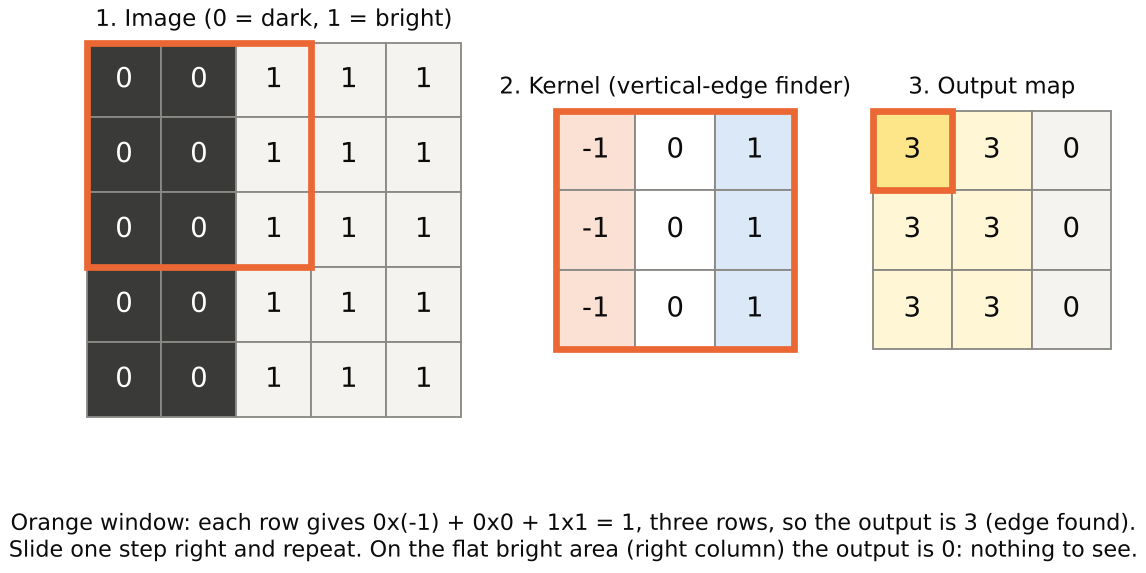 1. Image (0 = dark, 1 = bright)
0 0 1 1 1
0 0 1 1 1
0 0 1 1 1
0 0 1 1 1
0 0 1 1 1
2. Kernel (vertical-edge finder)
-1 0 1
-1 0 1
-1 0 1
3. Output map
3 3 0
3 3 0
3 3 0
Orange window: each row gives 0x(-1) + 0x0 + 1x1 = 1, three rows, so the output is 3 (edge found).
Slide one step right and repeat. On the flat bright area (right column) the output is 0: nothing to see.